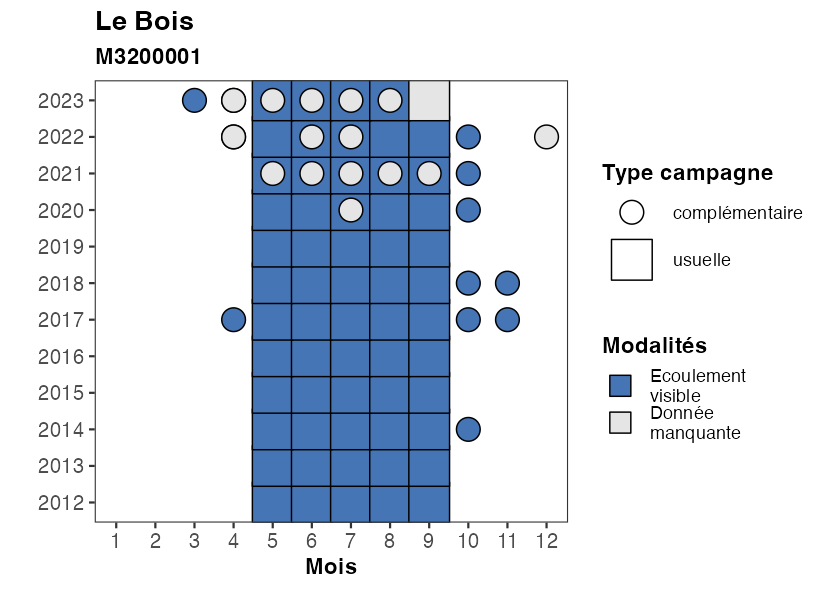 Le Bois
M3200001
2023
2022
2021
2020
2019
2018
2017
2016
2015
2014
2013
2012
1 2 3 4 5 6 7 8 9 10 11 12
Mois
Type campagne
complémentaire
usuelle
Modalités
Ecoulement
visible
Donnée
manquante